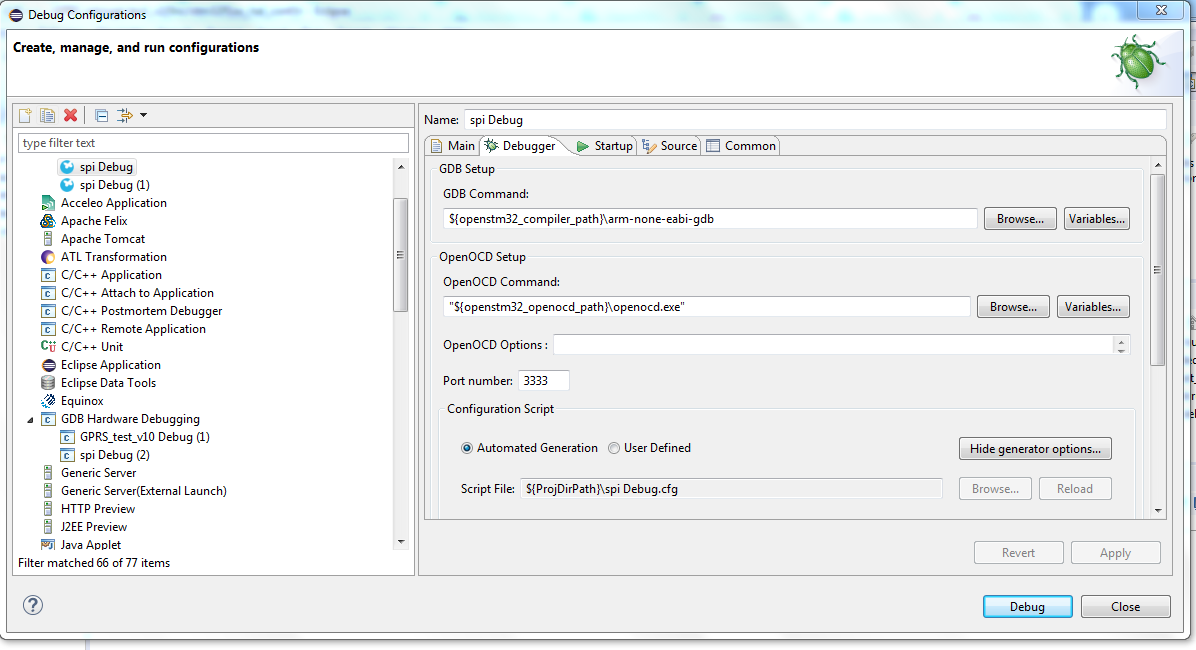 Debug Configurations
Create, manage, and run configurations
type filter text
spi Debug
spi Debug (1)
Acceleo Application
Apache Felix
Apache Tomcat
ATL Transformation
C/C++ Application
C/C++ Attach to Application
C/C++ Postmortem Debugger
C/C++ Remote Application
C/C++ Unit
Eclipse Application
Eclipse Data Tools
Equinox
GDB Hardware Debugging
GPRS_test_v10 Debug (1)
spi Debug (2)
Generic Server
Generic Server(External Launch)
HTTP Preview
J2EE Preview
Java Applet
Filter matched 66 of 77 items
Name: spi Debug
Main Debugger Startup Source Common
GDB Setup
GDB Command:
${openstm32_compiler_path}\arm-none-eabi-gdb Browse... Variables...
OpenOCD Setup
OpenOCD Command:
"${openstm32_openocd_path}\openocd.exe" Browse... Variables...
OpenOCD Options :
Port number: 3333
Configuration Script
Automated Generation User Defined Hide generator options...
Script File: ${ProjDirPath}\spi Debug.cfg Browse... Reload
Revert Apply
? Debug Close